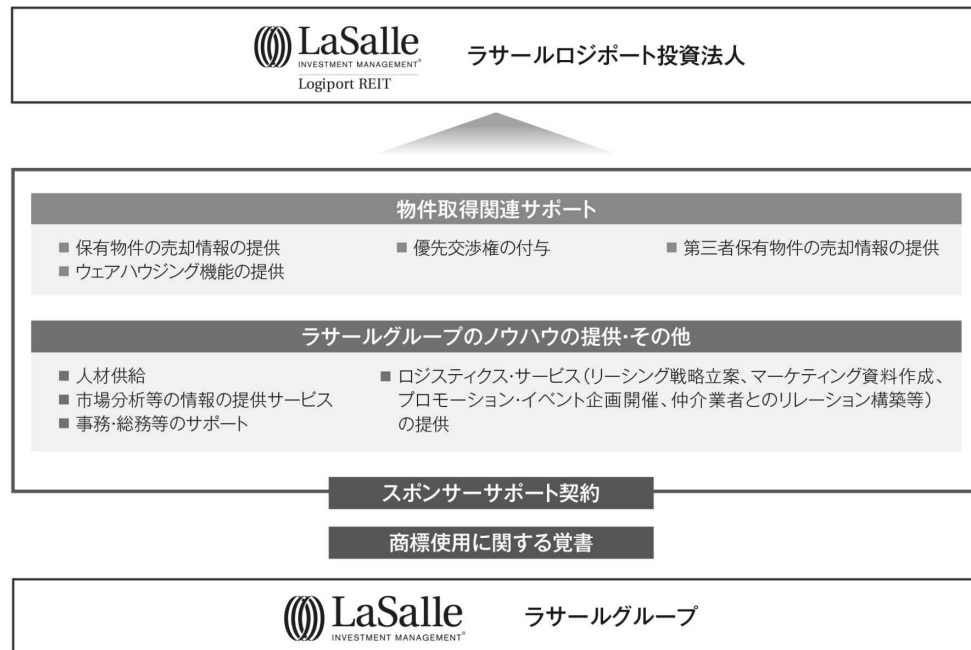 LaSalle
INVESTMENT MANAGEMENT®
Logiport REIT
ラサールロジポート投資法人
物件取得関連サポート
■ 保有物件の売却情報の提供
■ ウェアハウジング機能の提供
■ 優先交渉権の付与
■ 第三者保有物件の売却情報の提供
ラサールグループのノウハウの提供・その他
■ 人材供給
■ 市場分析等の情報の提供サービス
■ 事務・総務等のサポート
■ ロジスティクス・サービス（リーシング戦略立案、マーケティング資料作成、
プロモーション・イベント企画開催、仲介業者とのリレーション構築等）
の提供
スポンサーサポート契約
商標使用に関する覚書
LaSalle
INVESTMENT MANAGEMENT®
ラサールグループ